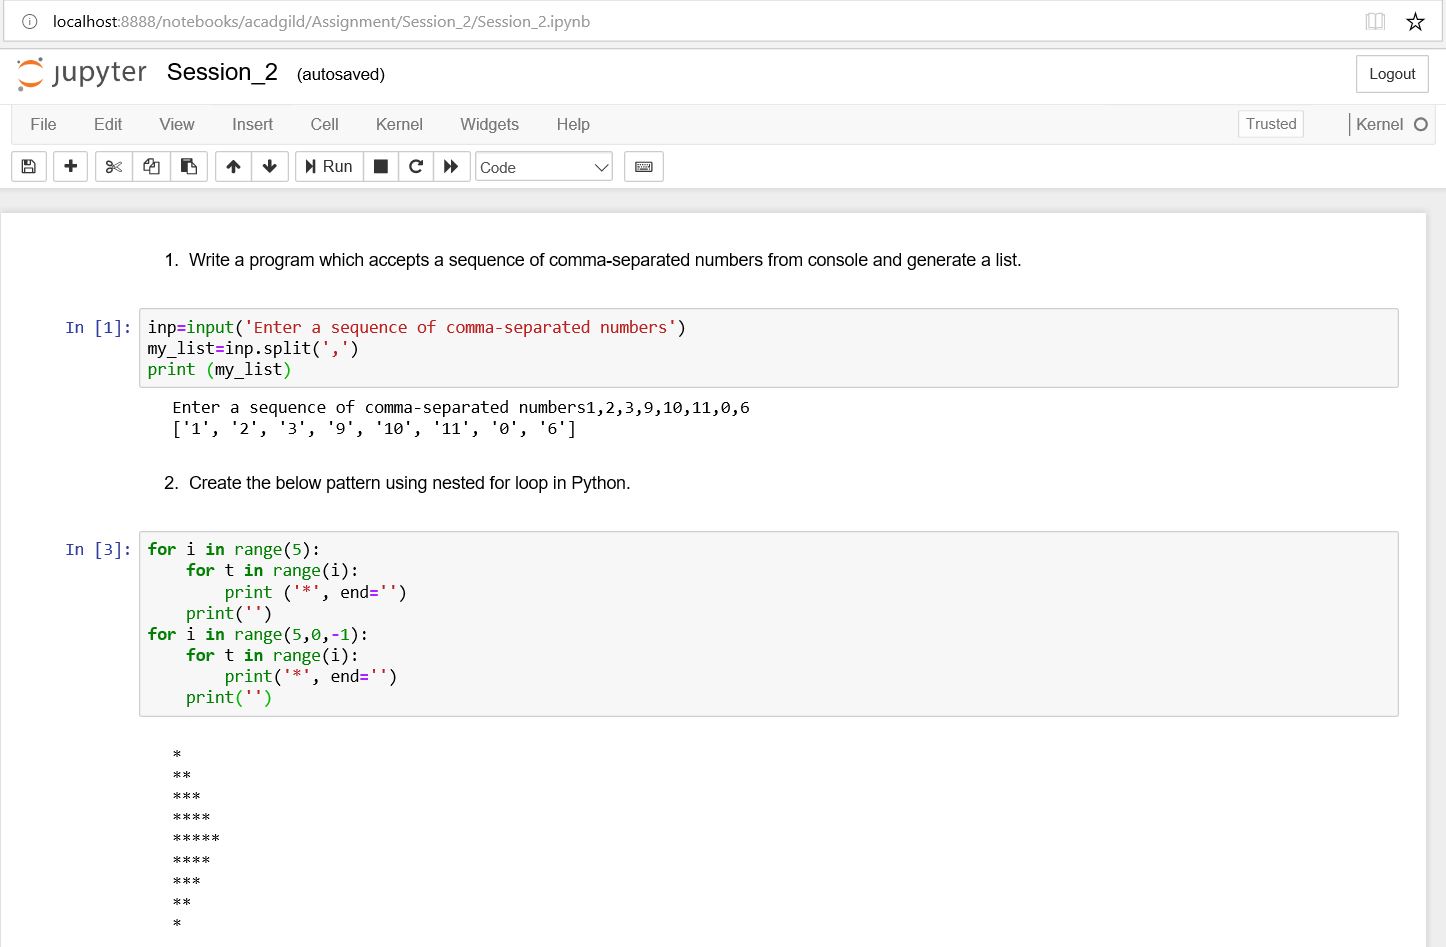 localhost:8888/notebooks/acadgild/Assignment/Session_2/Session_2.ipynb
jupyter Session_2 (autosaved) Logout
File Edit View Insert Cell Kernel Widgets Help Trusted Kernel
Run Code
1. Write a program which accepts a sequence of comma-separated numbers from console and generate a list.
In [1]: inp=input('Enter a sequence of comma-separated numbers')
my_list=inp.split(',')
print (my_list)
Enter a sequence of comma-separated numbers1,2,3,9,10,11,0,6
['1', '2', '3', '9', '10', '11', '0', '6']
2. Create the below pattern using nested for loop in Python.
In [3]: for i in range(5):
    for t in range(i):
        print ('*', end='')
    print('')
for i in range(5,0,-1):
    for t in range(i):
        print('*', end='')
    print('')
*
**
***
****
*****
****
***
**
*